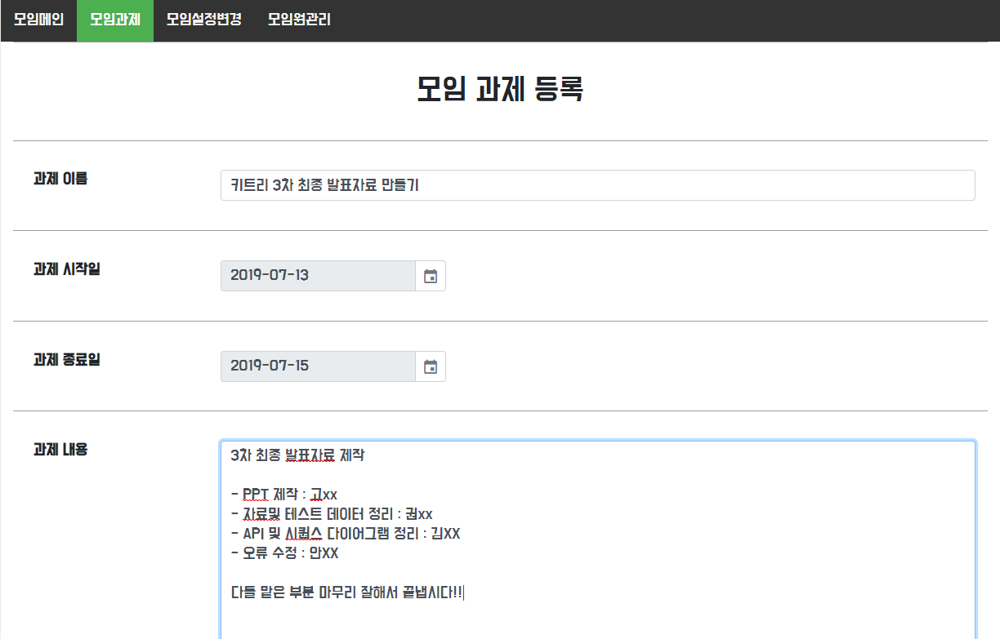 모임메인 모임과제 모임설정변경 모임원관리
모임 과제 등록
과제 이름
키트리 3차 최종 발표자료 만들기
과제 시작일
2019-07-13
과제 종료일
2019-07-15
과제 내용
3차 최종 발표자료 제작
- PPT 제작 : 고xx
- 자료및 테스트 데이터 정리 : 권xx
- API 및 시퀀스 다이어그램 정리 : 김XX
- 오류 수정 : 안XX
다들 맡은 부분 마무리 잘해서 끝냅시다!!